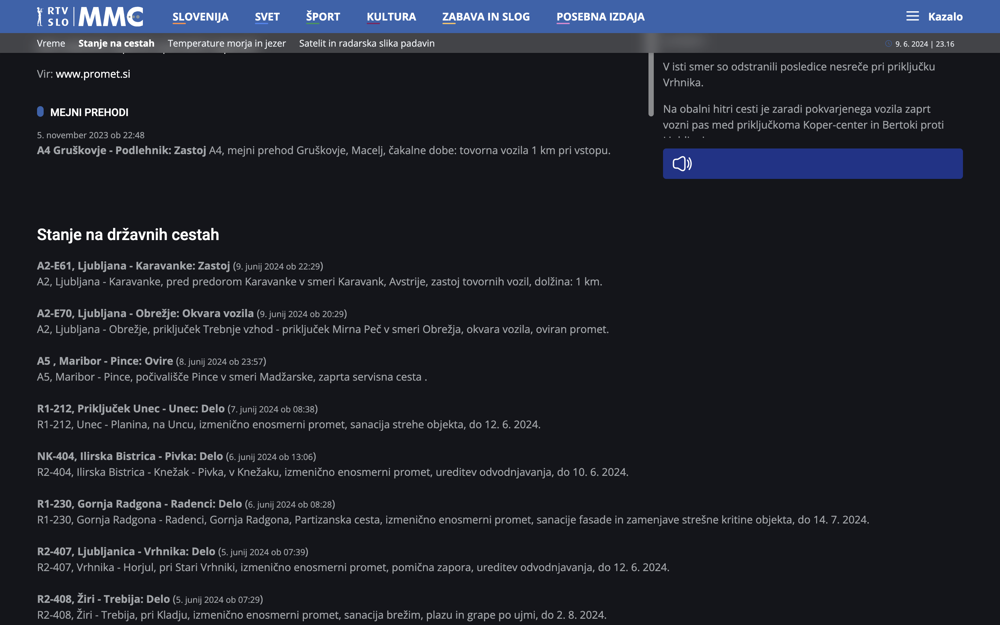 RTV SLO MMC
SLOVENIJA SVET ŠPORT KULTURA ZABAVA IN SLOG POSEBNA IZDAJA Kazalo
Vreme Stanje na cestah Temperature morja in jezer Satelit in radarska slika padavin 9. 6. 2024 | 23.16
Vir: www.promet.si
MEJNI PREHODI
5. november 2023 ob 22:48
A4 Gruškovje - Podlehnik: Zastoj A4, mejni prehod Gruškovje, Macelj, čakalne dobe: tovorna vozila 1 km pri vstopu.
V isti smer so odstranili posledice nesreče pri priključku
Vrhnika.
Na obalni hitri cesti je zaradi pokvarjenega vozila zaprt
vozni pas med priključkoma Koper-center in Bertoki proti
Stanje na državnih cestah
A2-E61, Ljubljana - Karavanke: Zastoj (9. junij 2024 ob 22:29)
A2, Ljubljana - Karavanke, pred predorom Karavanke v smeri Karavank, Avstrije, zastoj tovornih vozil, dolžina: 1 km.
A2-E70, Ljubljana - Obrežje: Okvara vozila (9. junij 2024 ob 20:29)
A2, Ljubljana - Obrežje, priključek Trebnje vzhod - priključek Mirna Peč v smeri Obrežja, okvara vozila, oviran promet.
A5 , Maribor - Pince: Ovire (8. junij 2024 ob 23:57)
A5, Maribor - Pince, počivališče Pince v smeri Madžarske, zaprta servisna cesta .
R1-212, Priključek Unec - Unec: Delo (7. junij 2024 ob 08:38)
R1-212, Unec - Planina, na Uncu, izmenično enosmerni promet, sanacija strehe objekta, do 12. 6. 2024.
NK-404, Ilirska Bistrica - Pivka: Delo (6. junij 2024 ob 13:06)
R2-404, Ilirska Bistrica - Knežak - Pivka, v Knežaku, izmenično enosmerni promet, ureditev odvodnjavanja, do 10. 6. 2024.
R1-230, Gornja Radgona - Radenci: Delo (6. junij 2024 ob 08:28)
R1-230, Gornja Radgona - Radenci, Gornja Radgona, Partizanska cesta, izmenično enosmerni promet, sanacije fasade in zamenjave strešne kritine objekta, do 14. 7. 2024.
R2-407, Ljubljanica - Vrhnika: Delo (5. junij 2024 ob 07:39)
R2-407, Vrhnika - Horjul, pri Stari Vrhniki, izmenično enosmerni promet, pomična zapora, ureditev odvodnjavanja, do 12. 6. 2024.
R2-408, Žiri - Trebija: Delo (5. junij 2024 ob 07:29)
R2-408, Žiri - Trebija, pri Kladju, izmenično enosmerni promet, sanacija brežim, plazu in grape po ujmi, do 2. 8. 2024.